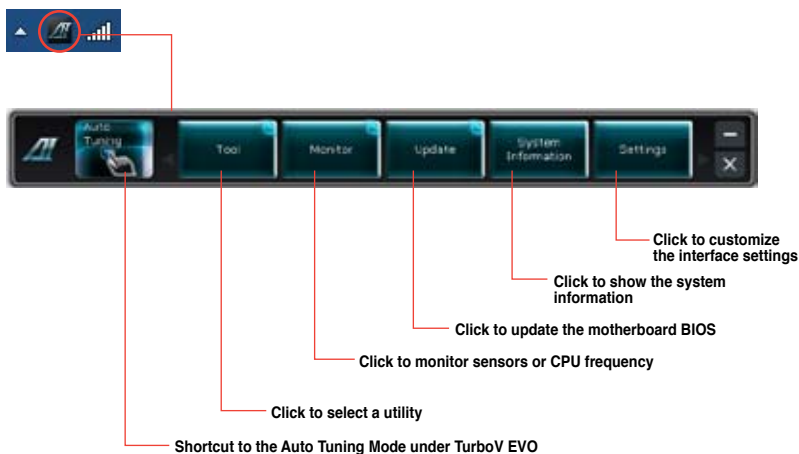 Auto
Tuning
Tool
Monitor
Update
System
Information
Settings
Click to customize
the interface settings
Click to show the system
information
Click to update the motherboard BIOS
Click to monitor sensors or CPU frequency
Click to select a utility
Shortcut to the Auto Tuning Mode under TurboV EVO